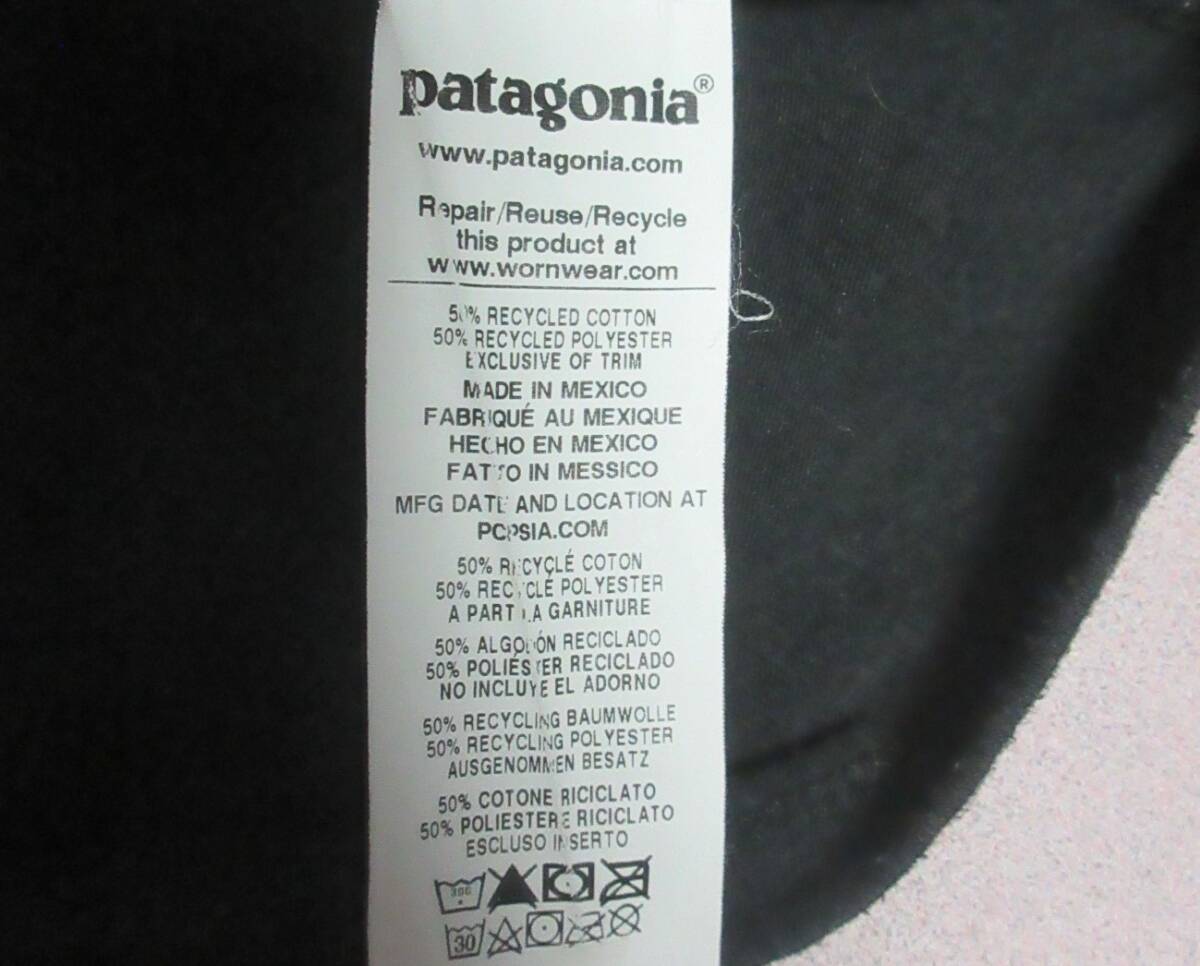 patagonia®
www.patagonia.com
Repair/Reuse/Recycle
this product at
www.wornwear.com
50% RECYCLED COTTON
50% RECYCLED POLYESTER
EXCLUSIVE OF TRIM
MADE IN MEXICO
FABRIQUÉ AU MEXIQUE
HECHO EN MEXICO
FATTO IN MESSICO
MFG DATE AND LOCATION AT
PCPSIA.COM
50% RECYÇLÉ COTON
50% RECYCLÉ POLYESTER
A PART LA GARNITURE
50% ALGODÓN RECICLADO
50% POLIÉSTER RECICLADO
NO INCLUYE EL ADORNO
50% RECYCLING BAUMWOLLE
50% RECYCLING POLYESTER
AUSGENOMMEN BESATZ
50% COTONE RICICLATO
50% POLIESTERE RICICLATO
ESCLUSO INSERTO
30C
30